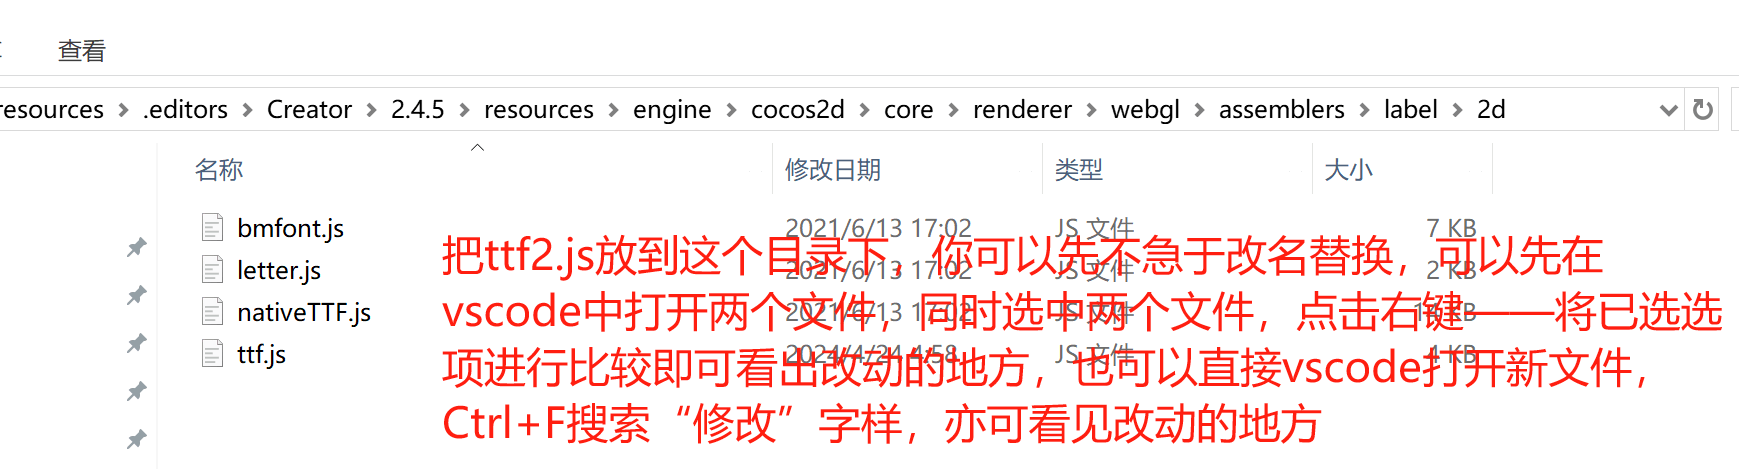 查看
resources > .editors > Creator > 2.4.5 > resources > engine > cocos2d > core > renderer > webgl > assemblers > label > 2d
名称 修改日期 类型 大小
bmfont.js 2021/6/13 17:02 JS 文件 7 KB
把ttf2.js放到这个目录下，你可以先不急于改名替换，可以先在
letter.js 2021/6/13 17:02 JS 文件 2 KB
vscode中打开两个文件，同时选中两个文件，点击右键——将已选选
nativeTTF.js 2021/6/13 17:02 JS 文件 14 KB
ttf.js 2024/4/24 4:58 JS 文件 4 KB
项进行比较即可看出改动的地方，也可以直接vscode打开新文件，
Ctrl+F搜索“修改”字样，亦可看见改动的地方